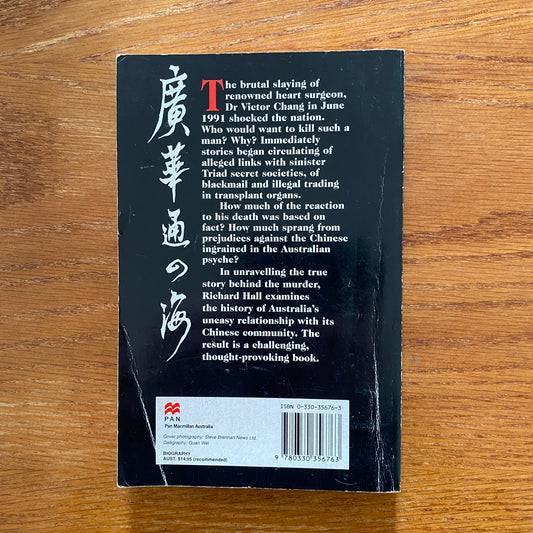 廣
華
通
の
海
The brutal slaying of
renowned heart surgeon,
Dr Victor Chang in June
1991 shocked the nation.
Who would want to kill such a
man? Why? Immediately
stories began circulating of
alleged links with sinister
Triad secret societies, of
blackmail and illegal trading
in transplant organs.
How much of the reaction
to his death was based on
fact? How much sprang from
prejudices against the Chinese
ingrained in the Australian
psyche?
In unravelling the true
story behind the murder,
Richard Hall examines
the history of Australia's
uneasy relationship with its
Chinese community. The
result is a challenging,
thought-provoking book.
PAN
Pan Macmillan Australia
Cover photography: Steve Brennan News Ltd.
Calligraphy: Guan Wei
BIOGRAPHY
AUST. $14.95 (recommended)
ISBN 0-330-35676-3
9 780330 356763